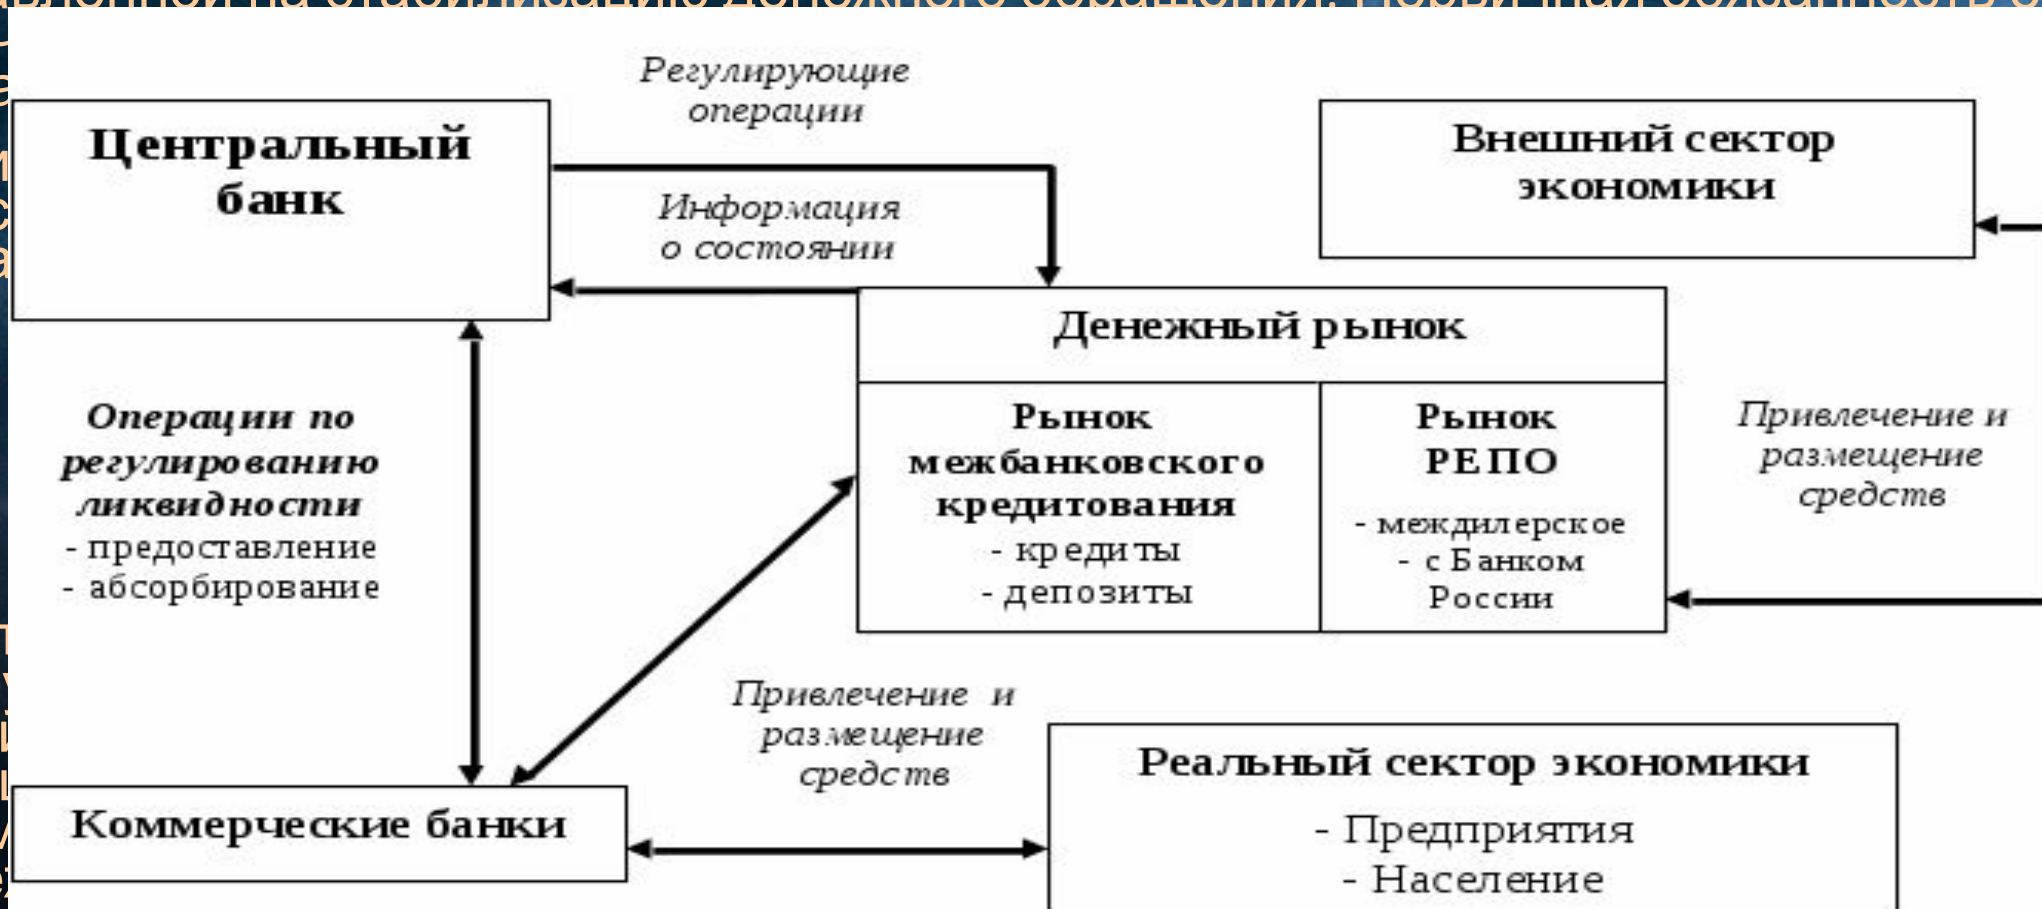 Регулирующие
операции
Центральный
банк
Информация
о состоянии
Внешний сектор
экономики
Денежный рынок
Операции по
регулированию
ликвидности
- предоставление
- абсорбирование
Рынок
межбанковского
кредитования
- кредиты
- депозиты
Рынок
РЕПО
- междилерское
- с Банком
России
Привлечение и
размещение
средств
Привлечение и
размещение
средств
Коммерческие банки
Реальный сектор экономики
- Предприятия
- Население